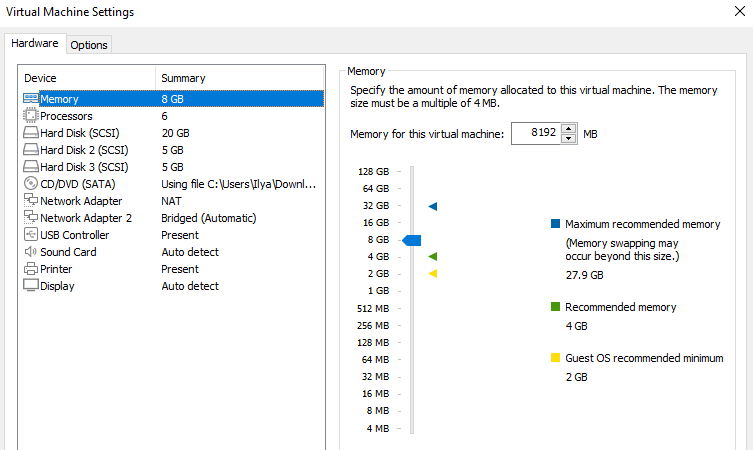 Virtual Machine Settings
Hardware Options
Device Summary
Memory 8 GB
Processors 6
Hard Disk (SCSI) 20 GB
Hard Disk 2 (SCSI) 5 GB
Hard Disk 3 (SCSI) 5 GB
CD/DVD (SATA) Using file C:\Users\Ilya\Downl...
Network Adapter NAT
Network Adapter 2 Bridged (Automatic)
USB Controller Present
Sound Card Auto detect
Printer Present
Display Auto detect
Memory
Specify the amount of memory allocated to this virtual machine. The memory
size must be a multiple of 4 MB.
Memory for this virtual machine: 8192 MB
128 GB
64 GB
32 GB
16 GB
8 GB
4 GB
2 GB
1 GB
512 MB
256 MB
128 MB
64 MB
32 MB
16 MB
8 MB
4 MB
Maximum recommended memory
(Memory swapping may
occur beyond this size.)
27.9 GB
Recommended memory
4 GB
Guest OS recommended minimum
2 GB